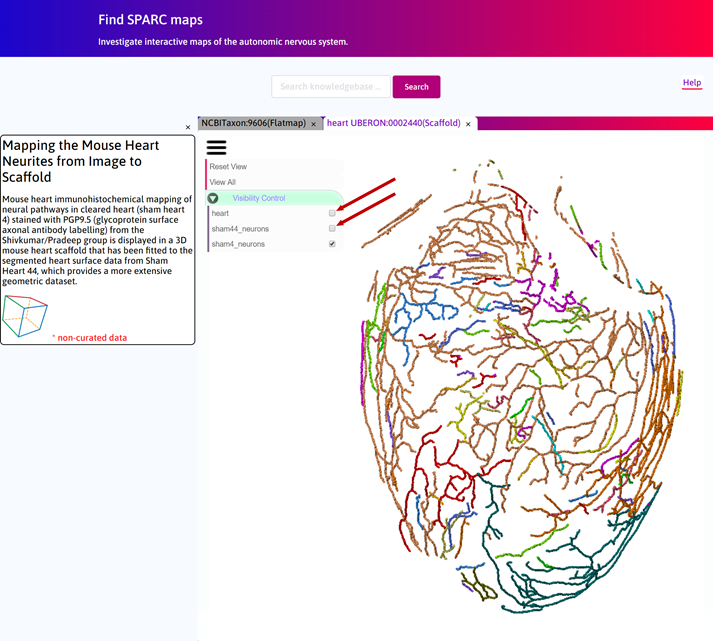 Find SPARC maps
Investigate interactive maps of the autonomic nervous system.
Search knowledgebase ...
Search
Help
×
NCBITaxon:9606(Flatmap) ×
heart UBERON:0002440(Scaffold) ×
Mapping the Mouse Heart
Neurites from Image to
Scaffold
Mouse heart immunohistochemical mapping of
neural pathways in cleared heart (sham heart
4) stained with PGP9.5 (glycoprotein surface
axonal antibody labelling) from the
Shivkumar/Pradeep group is displayed in a 3D
mouse heart scaffold that has been fitted to the
segmented heart surface data from Sham
Heart 44, which provides a more extensive
geometric dataset.
* non-curated data
Reset View
View All
Visibility Control
heart
sham44_neurons
sham4_neurons